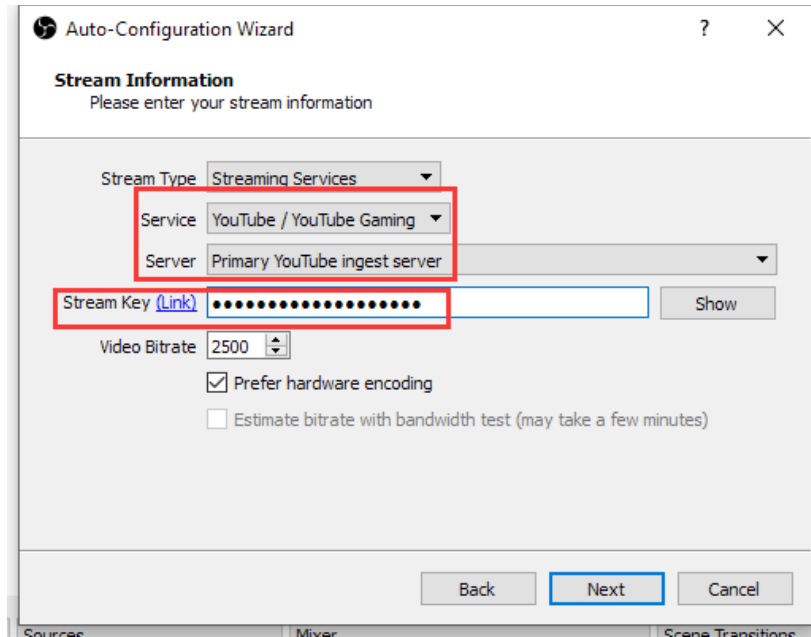 Auto-Configuration Wizard ? ×
Stream Information
Please enter your stream information
Stream Type Streaming Services
Service YouTube / YouTube Gaming
Server Primary YouTube ingest server
Stream Key (Link) ●●●●●●●●●●●●●●●●●●● Show
Video Bitrate 2500
Prefer hardware encoding
Estimate bitrate with bandwidth test (may take a few minutes)
Back Next Cancel
Sources Mixer Scene Transitions